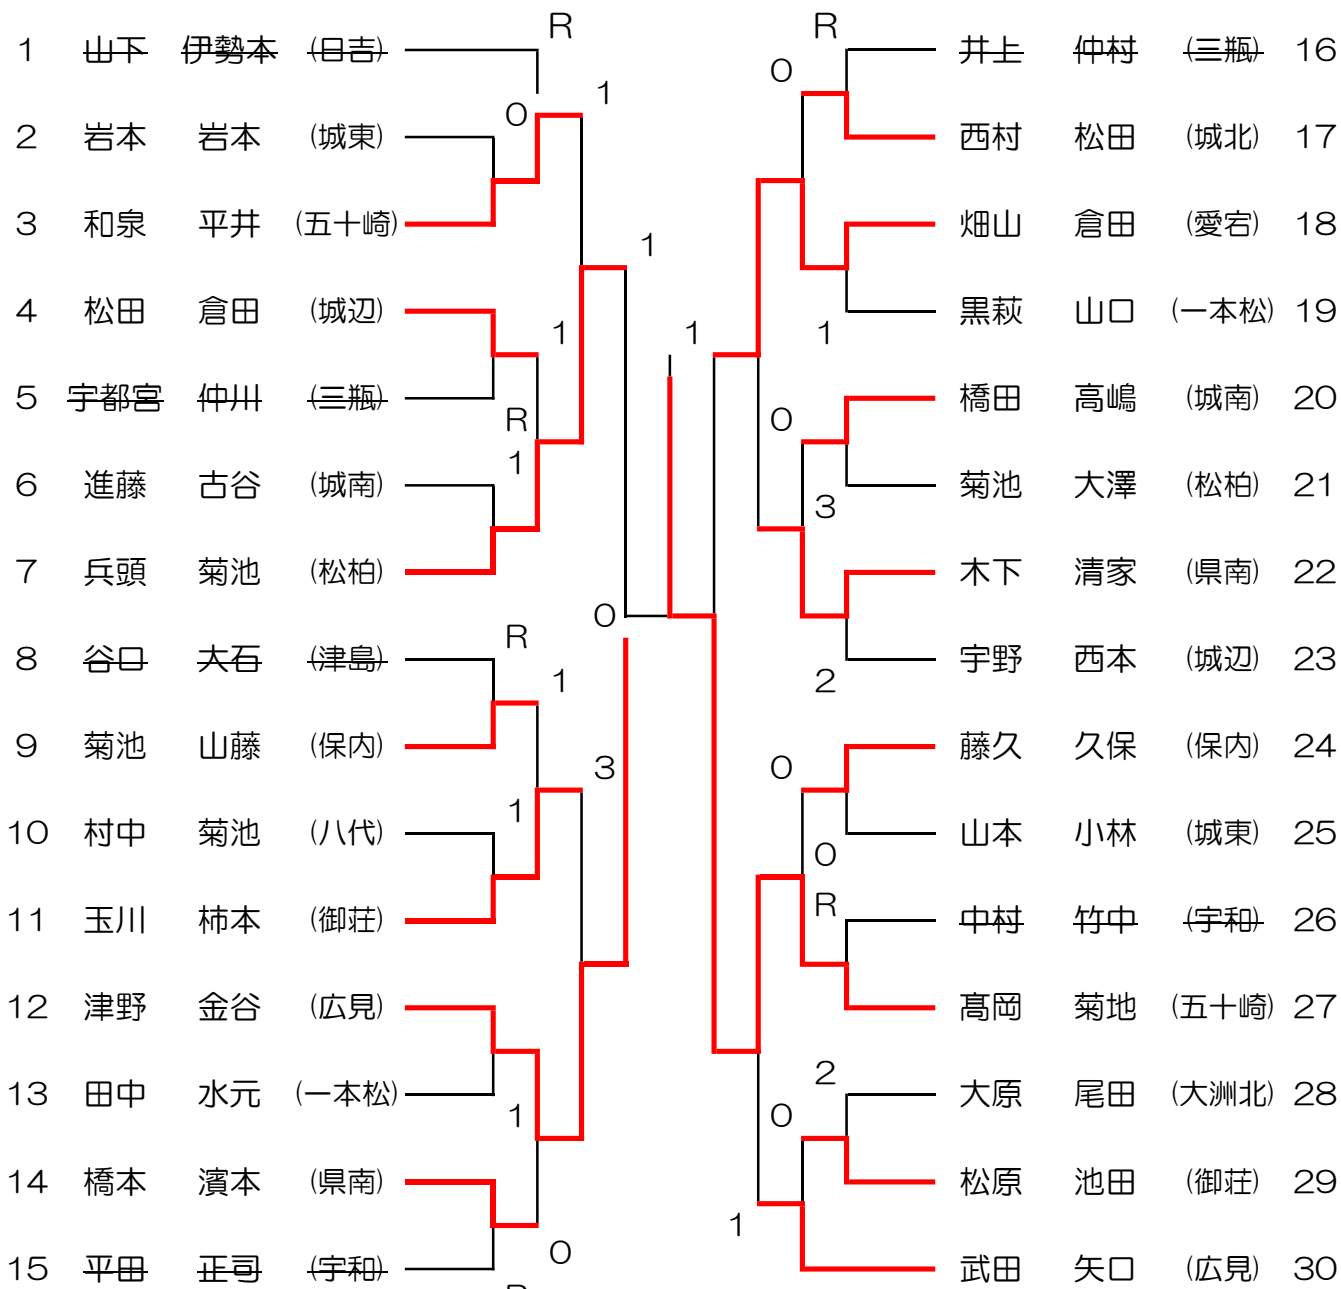 1 山下 伊勢本 (日吉)
R
1
0
2 岩本 岩本 (城東)
3 和泉 平井 (五十崎)
1
4 松田 倉田 (城辺)
1
5 宇都宮 仲川 (三瓶)
R
1
6 進藤 古谷 (城南)
7 兵頭 菊池 (松柏)
0
8 谷口 大石 (津島)
R
1
9 菊池 山藤 (保内)
3
1
10 村中 菊池 (八代)
11 玉川 柿本 (御荘)
12 津野 金谷 (広見)
13 田中 水元 (一本松)
1
14 橋本 濱本 (県南)
0
15 平田 正司 (宇和)
R
1
R
井上 仲村 (三瓶) 16
0
西村 松田 (城北) 17
畑山 倉田 (愛宕) 18
黒萩 山口 (一本松) 19
1
橋田 高嶋 (城南) 20
0
菊池 大澤 (松柏) 21
3
木下 清家 (県南) 22
宇野 西本 (城辺) 23
2
藤久 久保 (保内) 24
0
山本 小林 (城東) 25
0
R
中村 竹中 (宇和) 26
髙岡 菊地 (五十崎) 27
2
大原 尾田 (大洲北) 28
0
松原 池田 (御荘) 29
1
武田 矢口 (広見) 30